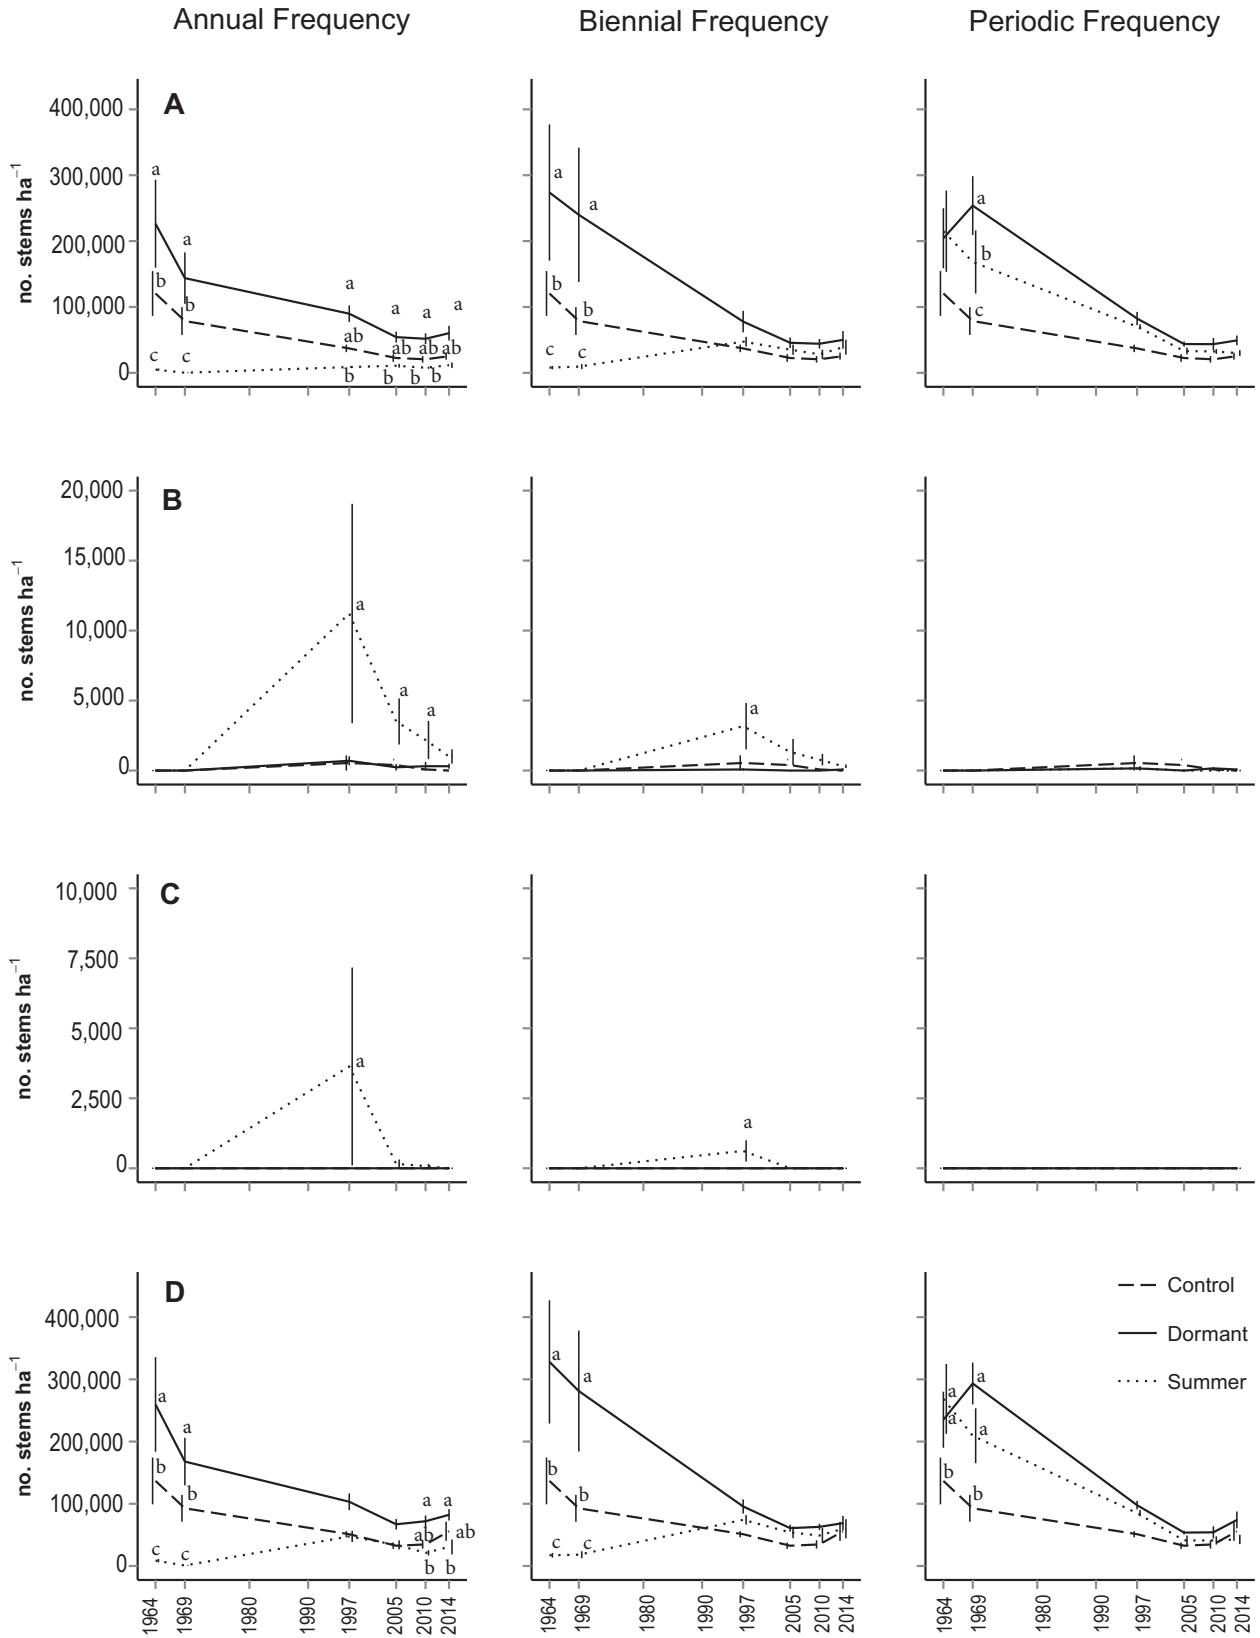 Annual Frequency
Biennial Frequency
Periodic Frequency
A
400,000
300,000
200,000
100,000
0
no. stems ha⁻¹
a
a
a
a
a
a
b
b
ab
ab
ab
ab
c
c
b
b
b
b
a
a
b
b
c
c
a
b
c
B
20,000
15,000
10,000
5,000
0
no. stems ha⁻¹
a
a
a
a
C
10,000
7,500
5,000
2,500
0
no. stems ha⁻¹
a
a
D
400,000
300,000
200,000
100,000
0
no. stems ha⁻¹
a
a
a
a
b
b
ab
ab
c
c
b
b
a
a
b
b
c
c
a
a
a
a
b
b
Control
Dormant
Summer
1964
1969
1980
1990
1997
2005
2010
2014
1964
1969
1980
1990
1997
2005
2010
2014
1964
1969
1980
1990
1997
2005
2010
2014